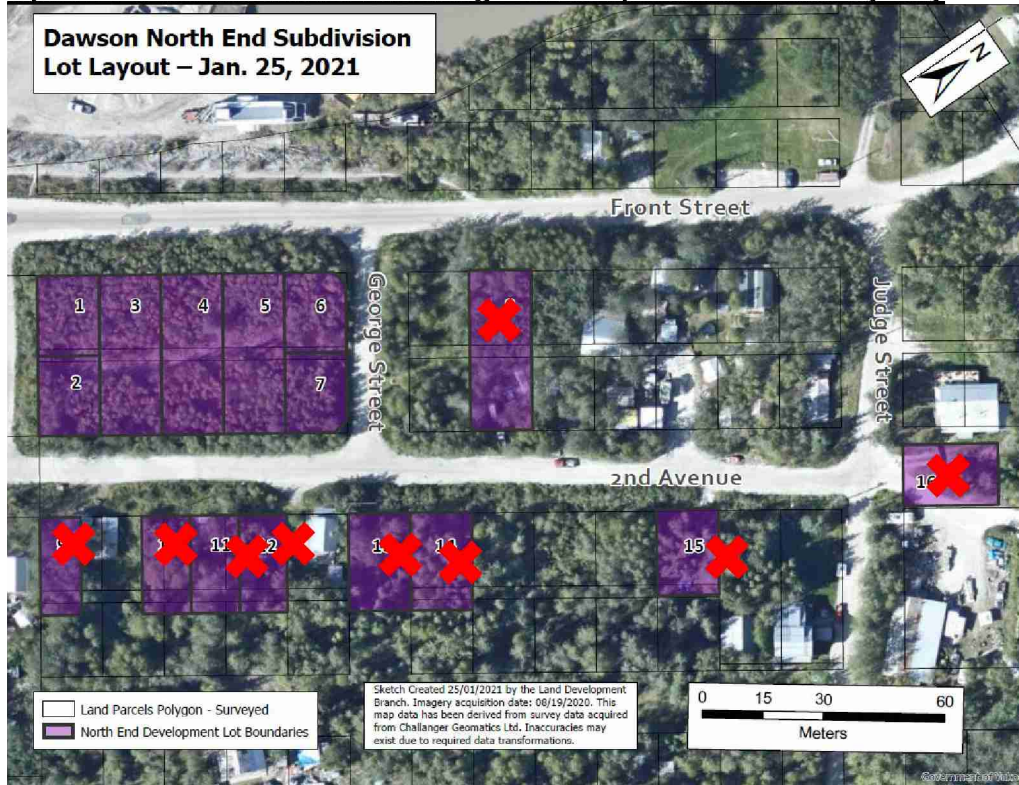 Dawson North End Subdivision
Lot Layout – Jan. 25, 2021
N
Front Street
1
3
4
5
6
2
7
George Street
Judge Street
2nd Avenue
11
15
Land Parcels Polygon - Surveyed
North End Development Lot Boundaries
Sketch Created 25/01/2021 by the Land Development
Branch. Imagery acquisition date: 08/19/2020. This
map data has been derived from survey data acquired
from Challanger Geomatics Ltd. Inaccuracies may
exist due to required data transformations.
0 15 30 60
Meters